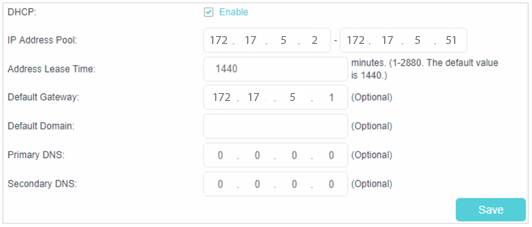 DHCP: Enable
IP Address Pool: 172 . 17 . 5 . 2 - 172 . 17 . 5 . 51
Address Lease Time: 1440 minutes. (1-2880. The default value
is 1440.)
Default Gateway: 172 . 17 . 5 . 1 (Optional)
Default Domain: (Optional)
Primary DNS: 0 . 0 . 0 . 0 (Optional)
Secondary DNS: 0 . 0 . 0 . 0 (Optional)
Save